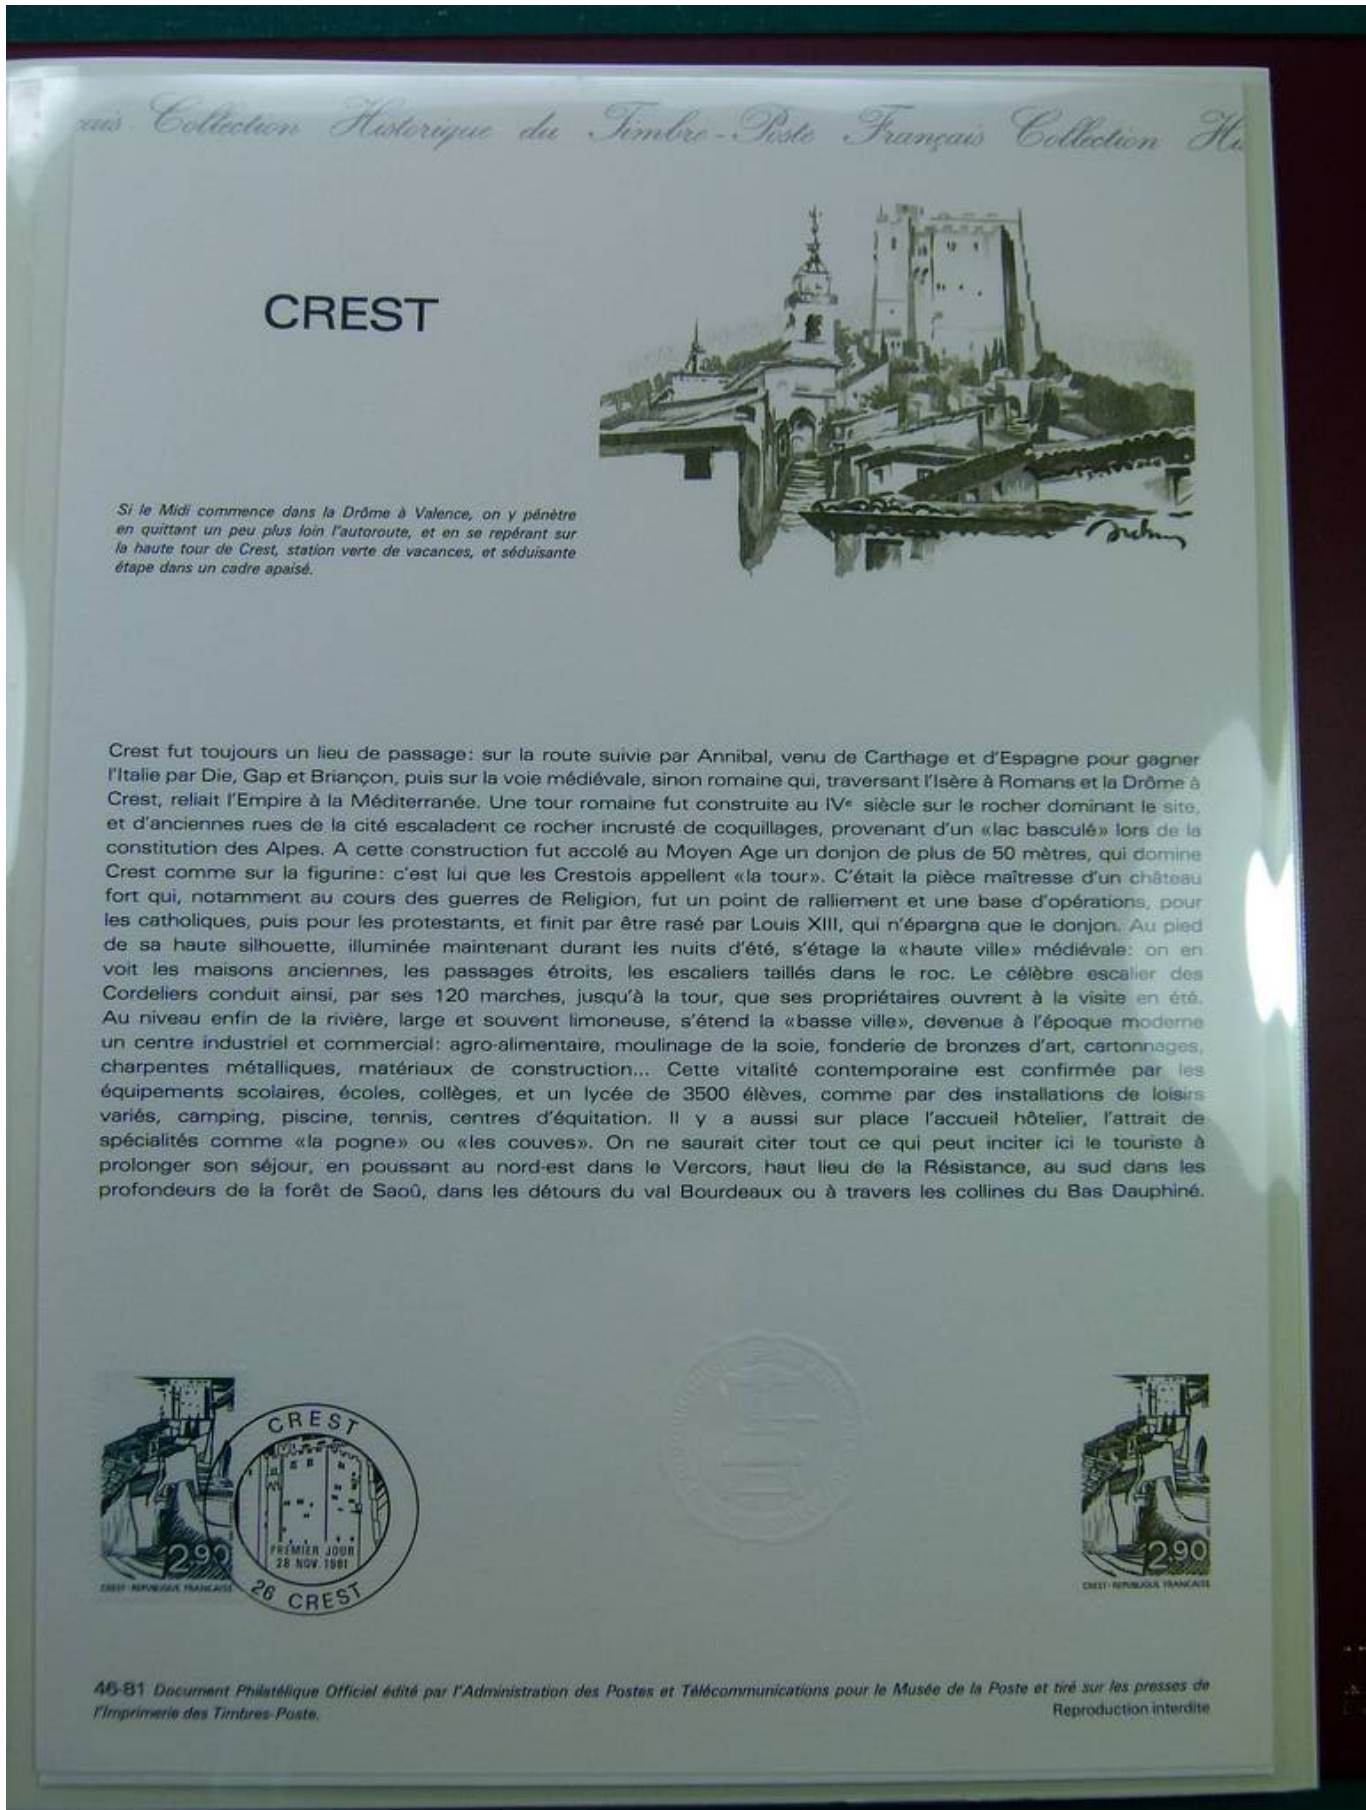 Collection Historique du Timbre-Poste Français Collection
CREST
Si le Midi commence dans la Drôme à Valence, on y pénètre
en quittant un peu plus loin l'autoroute, et en se repérant sur
la haute tour de Crest, station verte de vacances, et séduisante
étape dans un cadre apaisé.
Crest fut toujours un lieu de passage: sur la route suivie par Annibal, venu de Carthage et d'Espagne pour gagner
l'Italie par Die, Gap et Briançon, puis sur la voie médiévale, sinon romaine qui, traversant l'Isère à Romans et la Drôme à
Crest, reliait l'Empire à la Méditerranée. Une tour romaine fut construite au IVe siècle sur le rocher dominant le site,
et d'anciennes rues de la cité escaladent ce rocher incrusté de coquillages, provenant d'un «lac basculé» lors de la
constitution des Alpes. A cette construction fut accolé au Moyen Age un donjon de plus de 50 mètres, qui domine
Crest comme sur la figurine: c'est lui que les Crestois appellent «la tour». C'était la pièce maîtresse d'un château
fort qui, notamment au cours des guerres de Religion, fut un point de ralliement et une base d'opérations, pour
les catholiques, puis pour les protestants, et finit par être rasé par Louis XIII, qui n'épargna que le donjon. Au pied
de sa haute silhouette, illuminée maintenant durant les nuits d'été, s'étage la «haute ville» médiévale: on en
voit les maisons anciennes, les passages étroits, les escaliers taillés dans le roc. Le célèbre escalier des
Cordeliers conduit ainsi, par ses 120 marches, jusqu'à la tour, que ses propriétaires ouvrent à la visite en été.
Au niveau enfin de la rivière, large et souvent limoneuse, s'étend la «basse ville», devenue à l'époque moderne
un centre industriel et commercial: agro-alimentaire, moulinage de la soie, fonderie de bronzes d'art, cartonnages,
charpentes métalliques, matériaux de construction... Cette vitalité contemporaine est confirmée par les
équipements scolaires, écoles, collèges, et un lycée de 3500 élèves, comme par des installations de loisirs
variés, camping, piscine, tennis, centres d'équitation. Il y a aussi sur place l'accueil hôtelier, l'attrait de
spécialités comme «la pogne» ou «les couves». On ne saurait citer tout ce qui peut inciter ici le touriste à
prolonger son séjour, en poussant au nord-est dans le Vercors, haut lieu de la Résistance, au sud dans les
profondeurs de la forêt de Saoû, dans les détours du val Bourdeaux ou à travers les collines du Bas Dauphiné.
2,90
CREST-REPUBLIQUE FRANCAISE
CREST
PREMIER JOUR
28 NOV. 1981
26 CREST
2,90
CREST-REPUBLIQUE FRANCAISE
46-81 Document Philatélique Officiel édité par l'Administration des Postes et Télécommunications pour le Musée de la Poste et tiré sur les presses de
l'Imprimerie des Timbres-Poste. Reproduction interdite